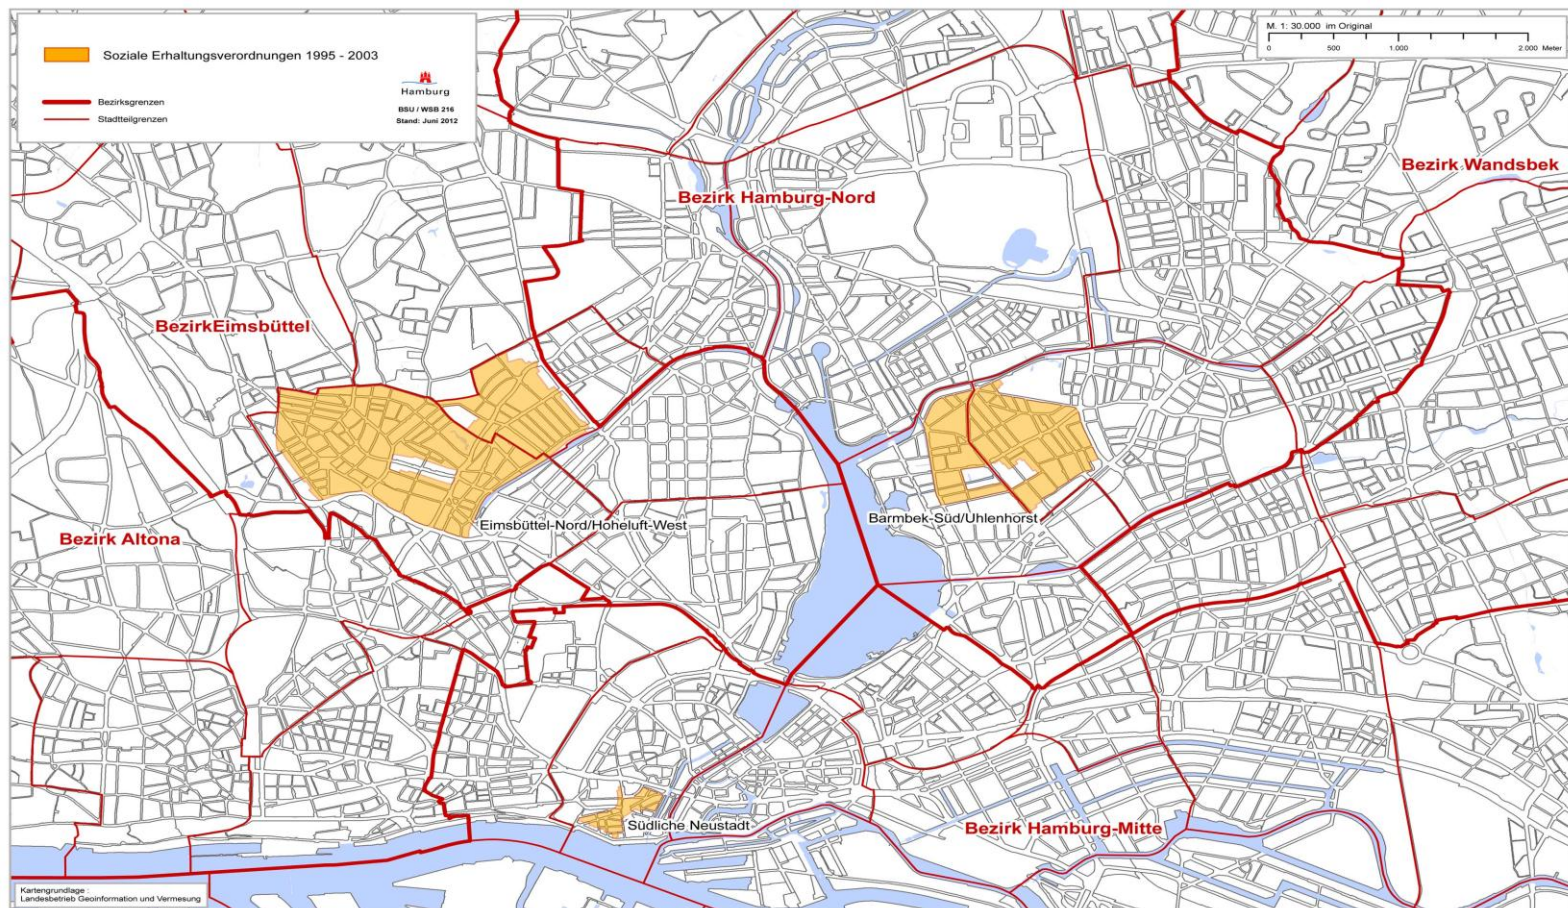 Soziale Erhaltungsverordnungen 1995 - 2003
Hamburg
Bezirksgrenzen
Stadtteilgrenzen
BSU / WSB 216
Stand: Juni 2012
M. 1: 30.000 im Original
0 500 1.000 2.000 Meter
Bezirk Wandsbek
Bezirk Hamburg-Nord
BezirkEimsbüttel
Eimsbüttel-Nord/Hoheluft-West
Barmbek-Süd/Uhlenhorst
Bezirk Altona
Südliche Neustadt
Bezirk Hamburg-Mitte
Kartengrundlage :
Landesbetrieb Geoinformation und Vermesung